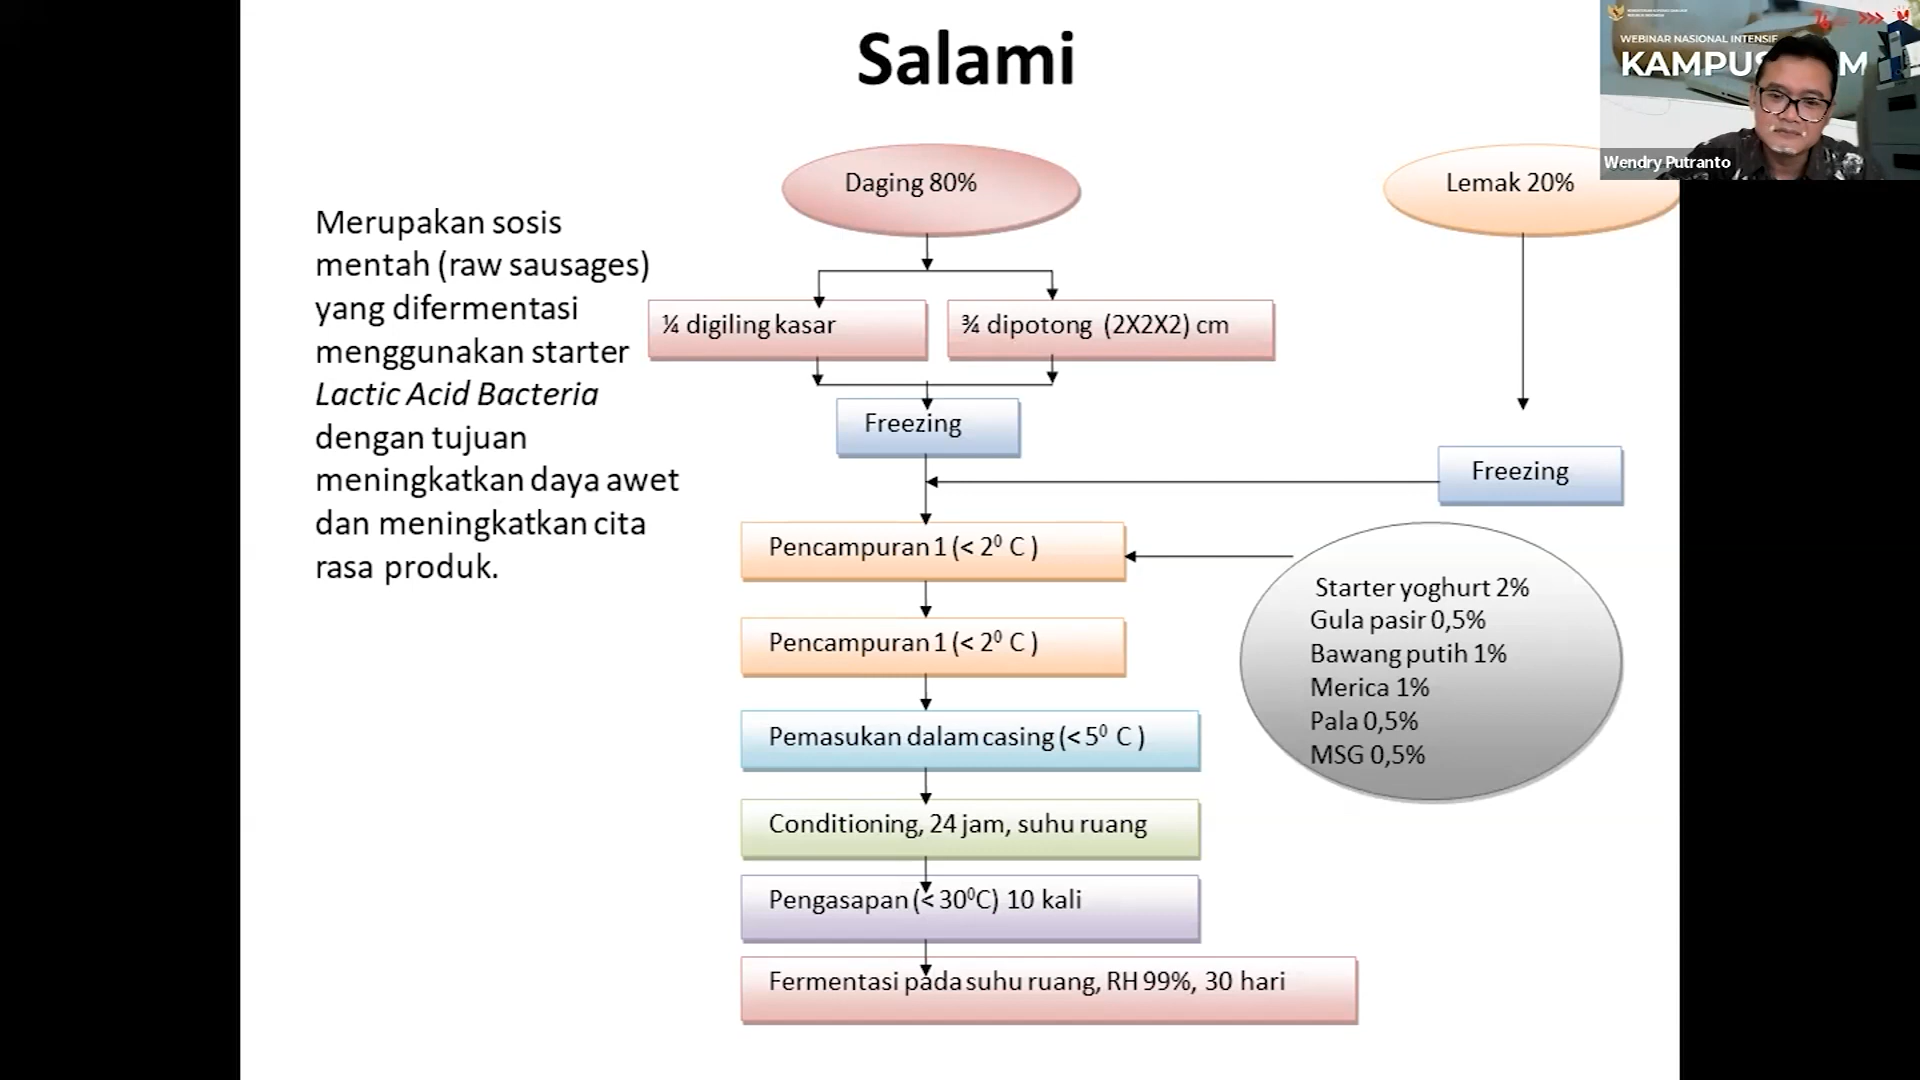 Salami
WEBINAR NASIONAL INTENSIF
Wendry Putranto
Merupakan sosis
mentah (raw sausages)
yang difermentasi
menggunakan starter
Lactic Acid Bacteria
dengan tujuan
meningkatkan daya awet
dan meningkatkan cita
rasa produk.
Daging 80%
Lemak 20%
¼ digiling kasar
¾ dipotong (2X2X2) cm
Freezing
Freezing
Pencampuran 1 (< 2⁰ C )
Starter yoghurt 2%
Gula pasir 0,5%
Bawang putih 1%
Merica 1%
Pala 0,5%
MSG 0,5%
Pencampuran 1 (< 2⁰ C )
Pemasukan dalam casing (< 5⁰ C )
Conditioning, 24 jam, suhu ruang
Pengasapan (< 30⁰C) 10 kali
Fermentasi pada suhu ruang, RH 99%, 30 hari